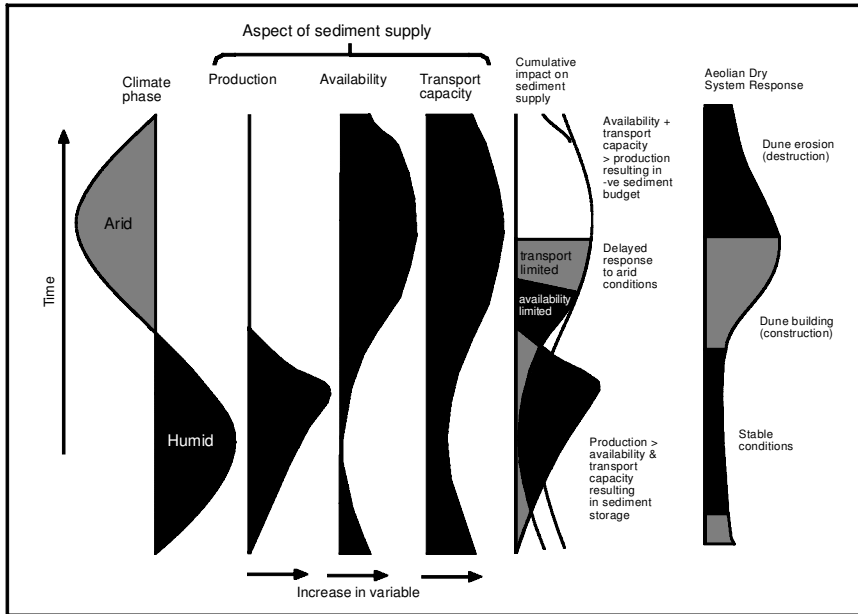 Aspect of sediment supply
Climate
phase
Production
Availability
Transport
capacity
Cumulative
impact on
sediment
supply
Aeolian Dry
System Response
Time
Arid
Humid
transport
limited
availability
limited
Availability +
transport
capacity
> production
resulting in
-ve sediment
budget
Delayed
response
to arid
conditions
Production >
availability &
transport
capacity
resulting
in sediment
storage
Dune erosion
(destruction)
Dune building
(construction)
Stable
conditions
Increase in variable